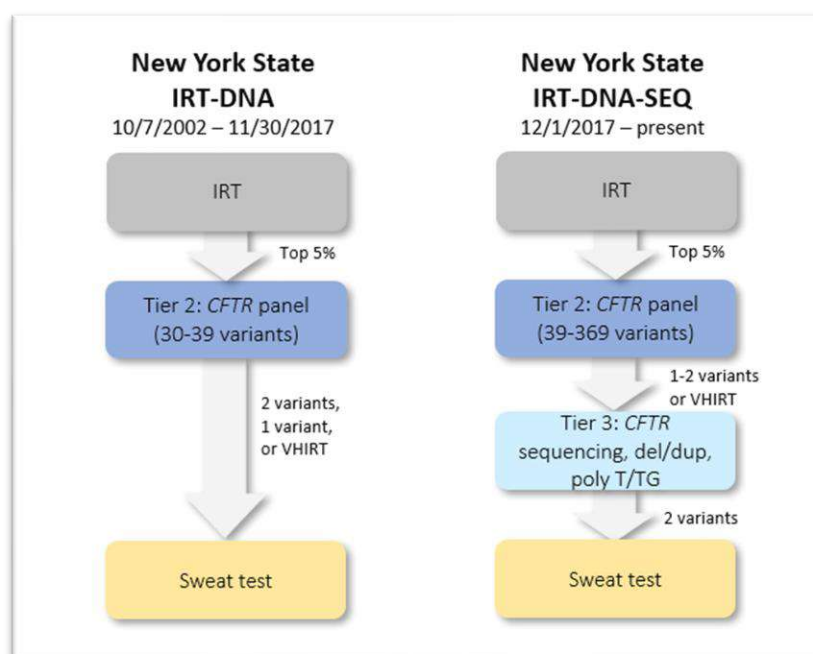 New York State
IRT-DNA
10/7/2002 – 11/30/2017
IRT
Top 5%
Tier 2: CFTR panel
(30-39 variants)
2 variants,
1 variant,
or VHIRT
Sweat test
New York State
IRT-DNA-SEQ
12/1/2017 – present
IRT
Top 5%
Tier 2: CFTR panel
(39-369 variants)
1-2 variants
or VHIRT
Tier 3: CFTR
sequencing, del/dup,
poly T/TG
2 variants
Sweat test